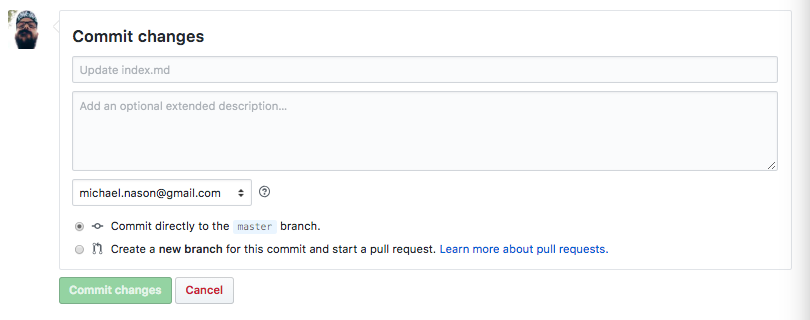 Commit changes
Update index.md
Add an optional extended description...
michael.nason@gmail.com
Commit directly to the master branch.
Create a new branch for this commit and start a pull request. Learn more about pull requests.
Commit changes Cancel